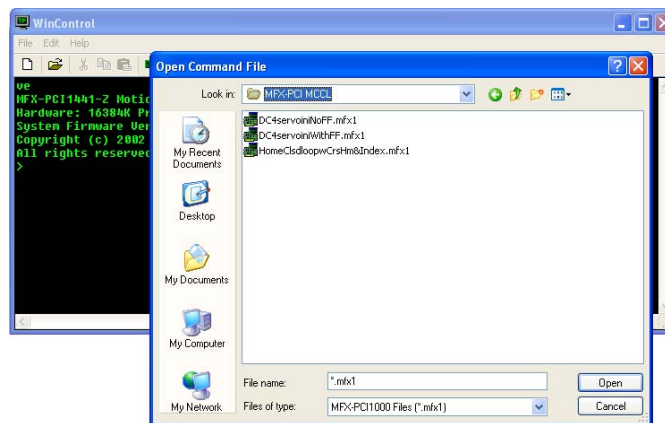 WinControl
File Edit Help
ve
MFX-PCI1441-Z Motic
Hardware: 16384K Pr
System Firmware Ver
Copyright (c) 2002
All rights reserved
>
Open Command File
Look in:
MFX-PCI MCCL
DC4servoiniNoFF.mfx1
DC4servoiniWithFF.mfx1
HomeClsdloopwCrsHm&Index.mfx1
My Recent
Documents
Desktop
My Documents
My Computer
My Network
File name:
*.mfx1
Open
Files of type:
MFX-PCI1000 Files (*.mfx1)
Cancel